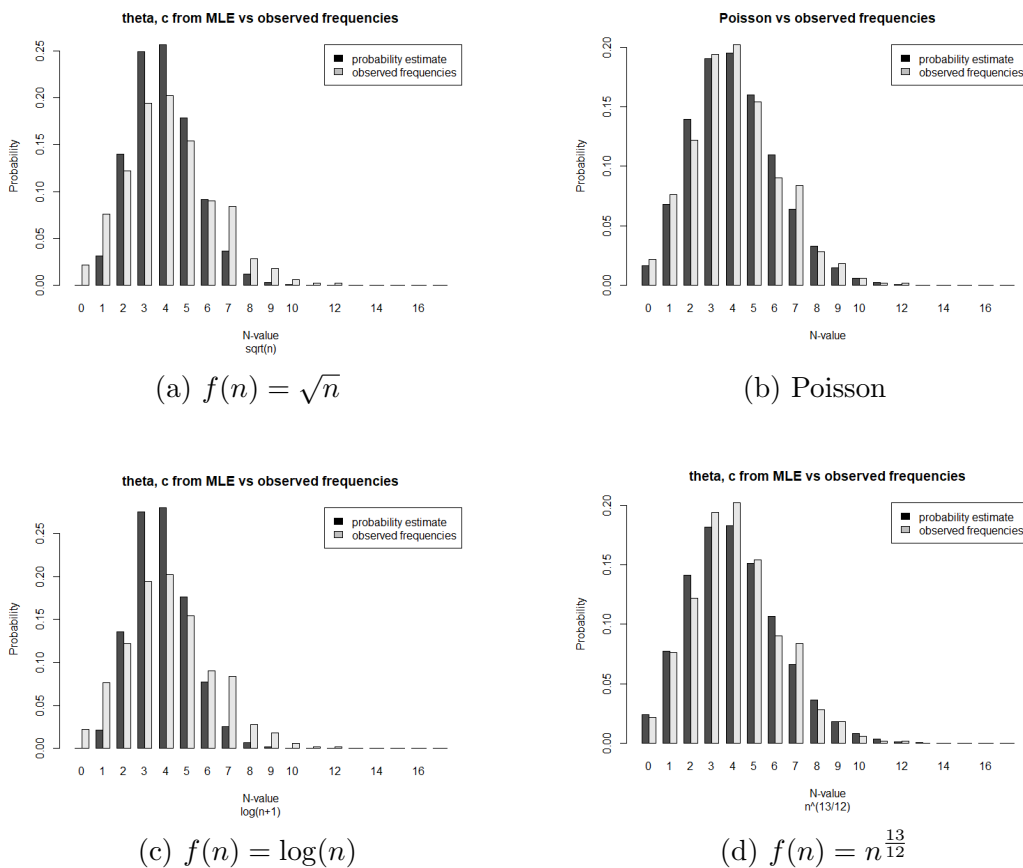 theta, c from MLE vs observed frequencies
probability estimate
observed frequencies
Probability
0.00 0.05 0.10 0.15 0.20 0.25
0 1 2 3 4 5 6 7 8 9 10 12 14 16
N-value
sqrt(n)
(a) f(n) = √n
Poisson vs observed frequencies
probability estimate
observed frequencies
Probability
0.00 0.05 0.10 0.15 0.20
0 1 2 3 4 5 6 7 8 9 10 12 14 16
N-value
(b) Poisson
theta, c from MLE vs observed frequencies
probability estimate
observed frequencies
Probability
0.00 0.05 0.10 0.15 0.20 0.25
0 1 2 3 4 5 6 7 8 9 10 12 14 16
N-value
log(n+1)
(c) f(n) = log(n)
theta, c from MLE vs observed frequencies
probability estimate
observed frequencies
Probability
0.00 0.05 0.10 0.15 0.20
0 1 2 3 4 5 6 7 8 9 10 12 14 16
N-value
n^(13/12)
(d) f(n) = n^(13/12)